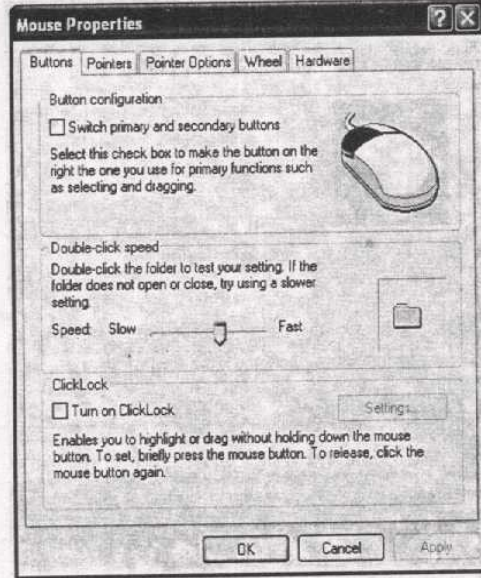 Mouse Properties
Buttons Pointers Pointer Options Wheel Hardware
Button configuration
Switch primary and secondary buttons
Select this check box to make the button on the
right the one you use for primary functions such
as selecting and dragging.
Double-click speed
Double-click the folder to test your setting. If the
folder does not open or close, try using a slower
setting.
Speed: Slow Fast
ClickLock
Turn on ClickLock Settings...
Enables you to highlight or drag without holding down the mouse
button. To set, briefly press the mouse button. To release, click the
mouse button again.
OK Cancel Apply